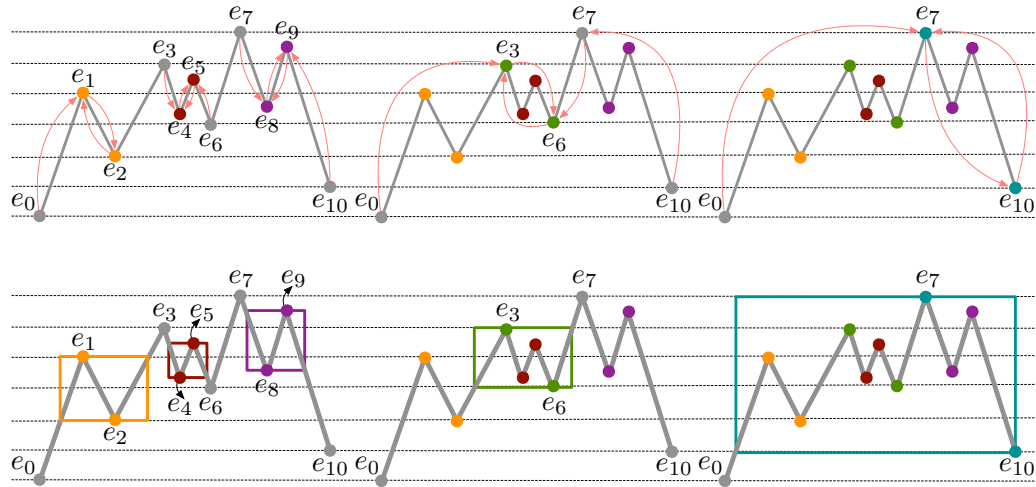 e₇ e₇ e₇
e₃ e₉ e₃
e₅
e₁
e₄ e₈ e₆
e₆
e₂
e₀ e₁₀ e₀ e₁₀ e₀ e₁₀
e₇ e₉ e₇ e₇
e₃ e₅ e₃
e₁
e₄ e₆ e₈ e₆
e₂
e₀ e₁₀ e₀ e₁₀ e₀ e₁₀